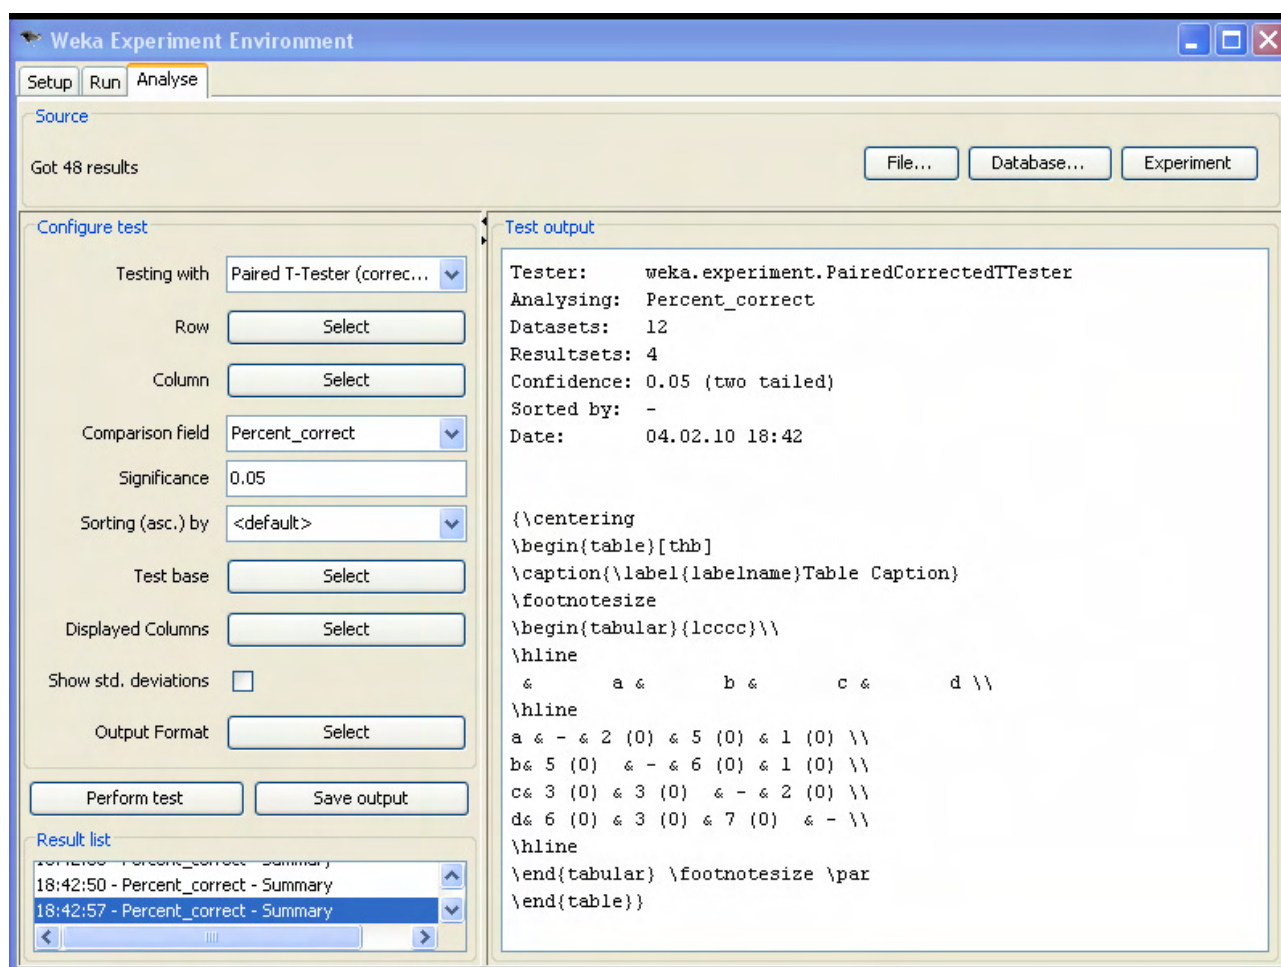 Weka Experiment Environment
Setup Run Analyse
Source
Got 48 results
File... Database... Experiment
Configure test
Testing with Paired T-Tester (correc...
Row Select
Column Select
Comparison field Percent_correct
Significance 0.05
Sorting (asc.) by <default>
Test base Select
Displayed Columns Select
Show std. deviations
Output Format Select
Perform test Save output
Result list
18:42:50 - Percent_correct - Summary
18:42:57 - Percent_correct - Summary
Test output
Tester: weka.experiment.PairedCorrectedTTester
Analysing: Percent_correct
Datasets: 12
Resultsets: 4
Confidence: 0.05 (two tailed)
Sorted by: -
Date: 04.02.10 18:42
{\centering
\begin{table}[thb]
\caption{\label{labelname}Table Caption}
\footnotesize
\begin{tabular}{lcccc}\\
\hline
& a & b & c & d \\
\hline
a & - & 2 (0) & 5 (0) & 1 (0) \\
b& 5 (0) & - & 6 (0) & 1 (0) \\
c& 3 (0) & 3 (0) & - & 2 (0) \\
d& 6 (0) & 3 (0) & 7 (0) & - \\
\hline
\end{tabular} \footnotesize \par
\end{table}}